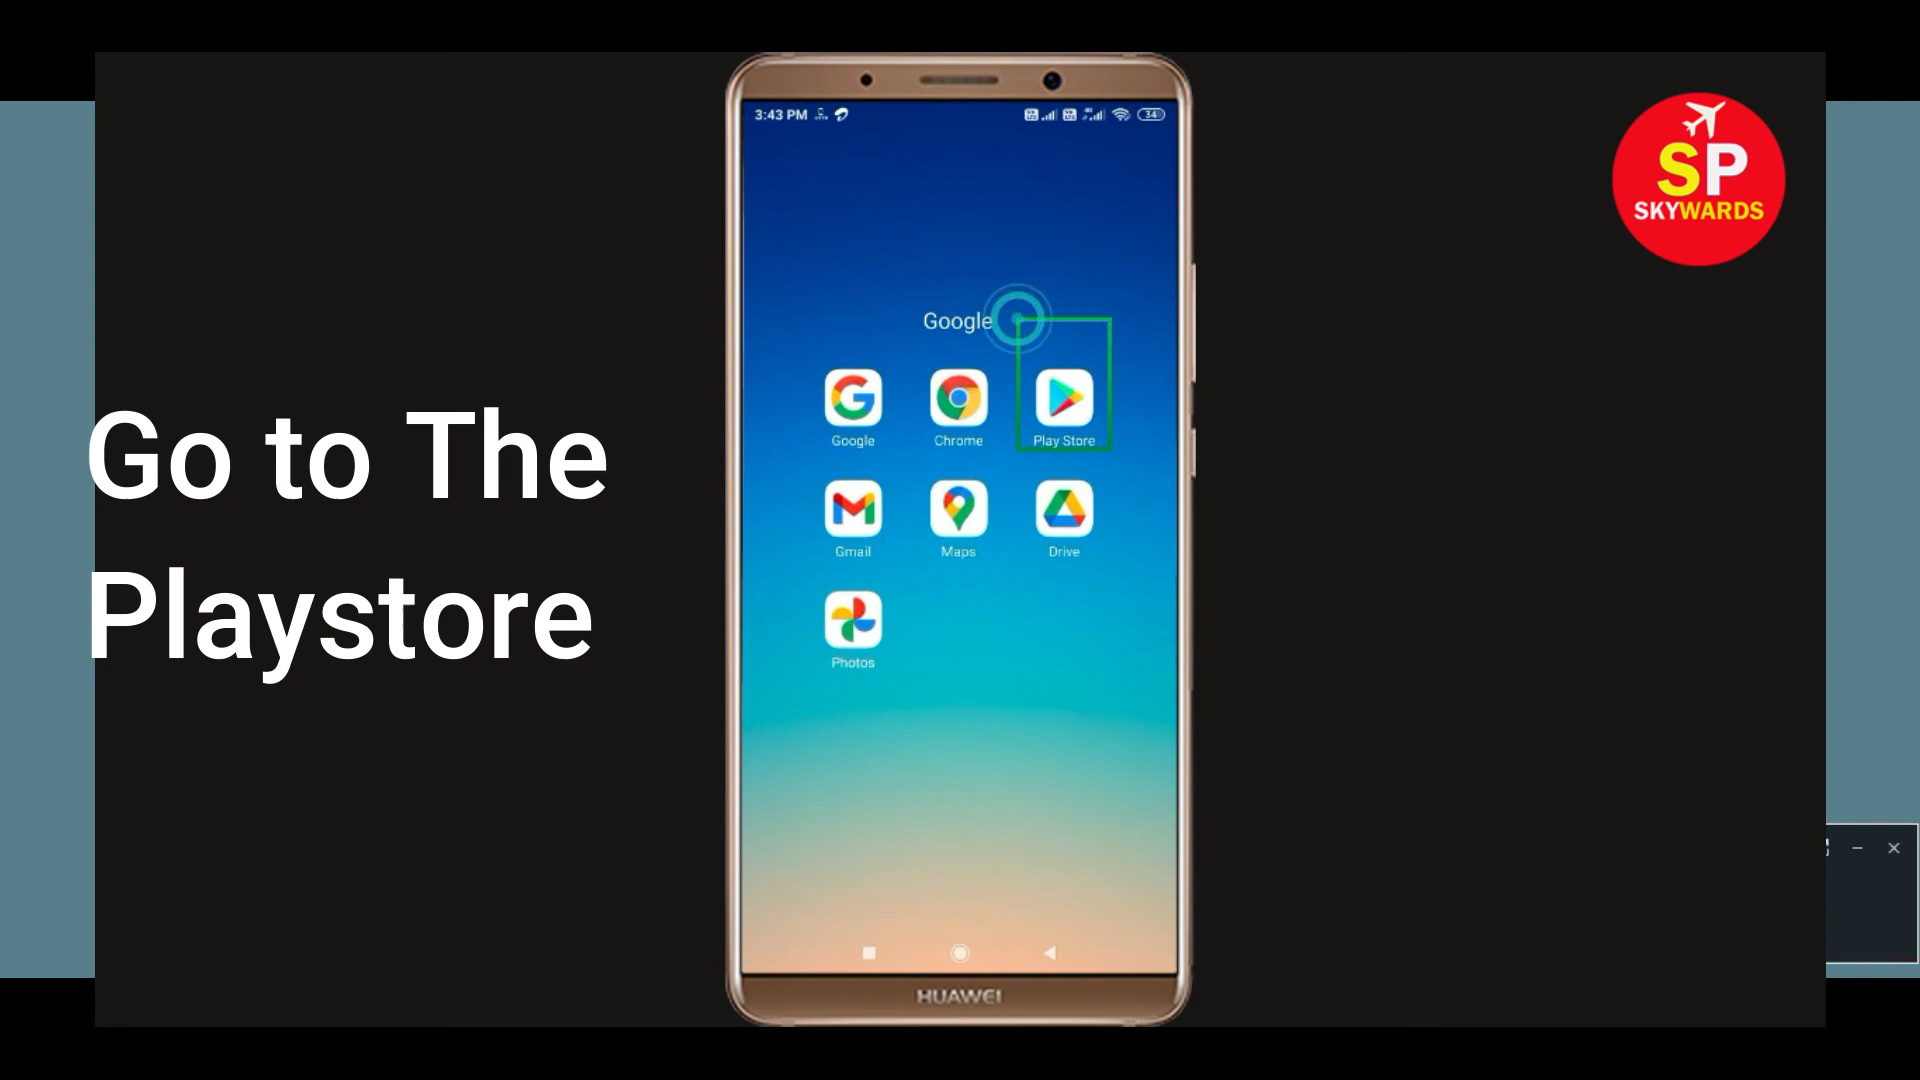 3:43 PM
34
SP
SKYWARDS
Google
Google
Chrome
Play Store
Go to The
Playstore
Gmail
Maps
Drive
Photos
HUAWEI